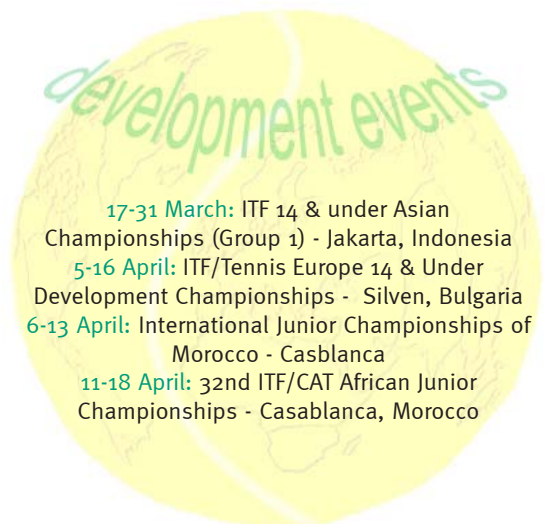 development events
17-31 March: ITF 14 & under Asian
Championships (Group 1) - Jakarta, Indonesia
5-16 April: ITF/Tennis Europe 14 & Under
Development Championships - Silven, Bulgaria
6-13 April: International Junior Championships of
Morocco - Casblanca
11-18 April: 32nd ITF/CAT African Junior
Championships - Casablanca, Morocco